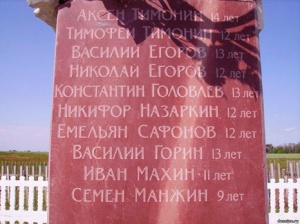 Аксен Тимонин 14 лет
Тимофей Тимонин 12 лет
Василий Егоров 13 лет
Николай Егоров 12 лет
Константин Головлев 13 лет
Никифор Назаркин 12 лет
Емельян Сафонов 12 лет
Василий Горин 13 лет
Иван Махин 11 лет
Семен Манжин 9 лет